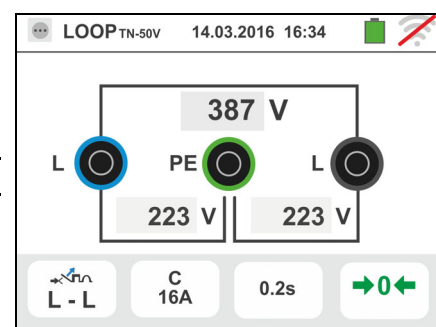 LOOP TN-50V 14.03.2016 16:34
387 V
L PE L
223 V 223 V
L - L
C
16A
0.2s
→0←